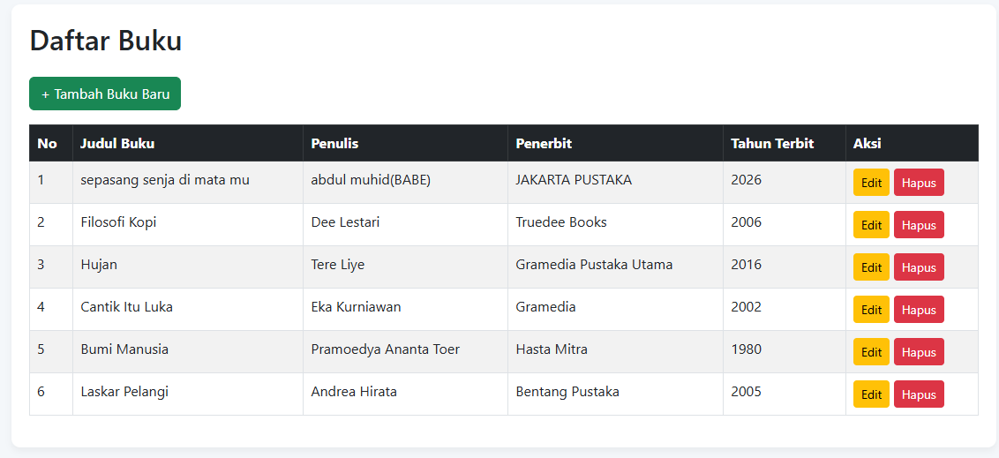 Daftar Buku
+ Tambah Buku Baru
No Judul Buku Penulis Penerbit Tahun Terbit Aksi
1 sepasang senja di mata mu abdul muhid(BABE) JAKARTA PUSTAKA 2026 Edit Hapus
2 Filosofi Kopi Dee Lestari Truedee Books 2006 Edit Hapus
3 Hujan Tere Liye Gramedia Pustaka Utama 2016 Edit Hapus
4 Cantik Itu Luka Eka Kurniawan Gramedia 2002 Edit Hapus
5 Bumi Manusia Pramoedya Ananta Toer Hasta Mitra 1980 Edit Hapus
6 Laskar Pelangi Andrea Hirata Bentang Pustaka 2005 Edit Hapus